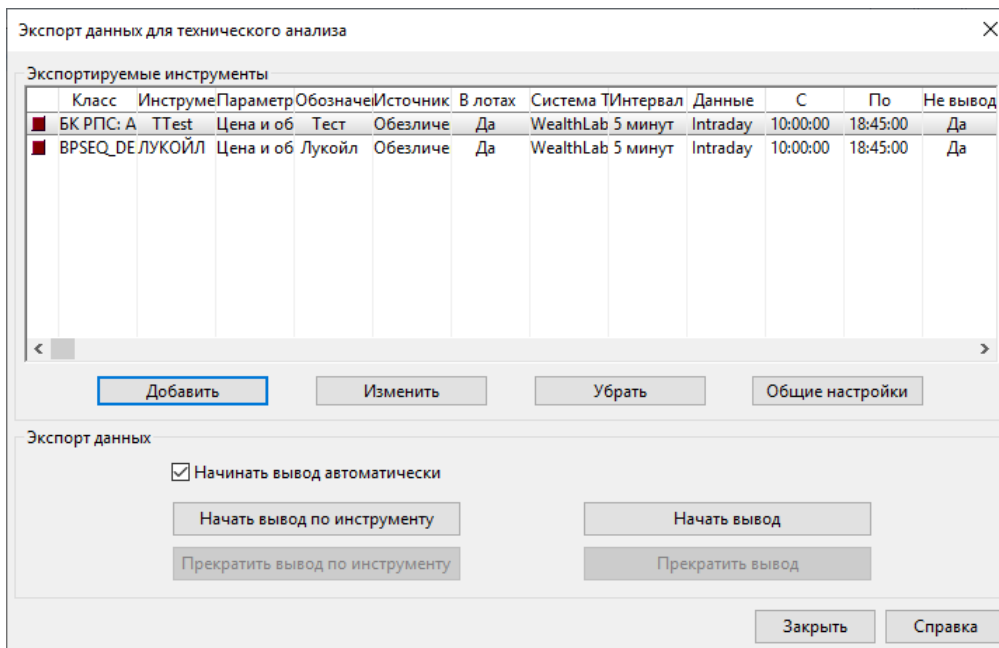 Экспорт данных для технического анализа
Экспортируемые инструменты
Класс Инструме Параметр Обозначе Источник В лотах Система Т Интервал Данные С По Не вывод
БК РПС: А TTest Цена и об Тест Обезличе Да WealthLab 5 минут Intraday 10:00:00 18:45:00 Да
BPSEQ_DE ЛУКОЙЛ Цена и об Лукойл Обезличе Да WealthLab 5 минут Intraday 10:00:00 18:45:00 Да
Добавить Изменить Убрать Общие настройки
Экспорт данных
Начинать вывод автоматически
Начать вывод по инструменту Начать вывод
Прекратить вывод по инструменту Прекратить вывод
Закрыть Справка